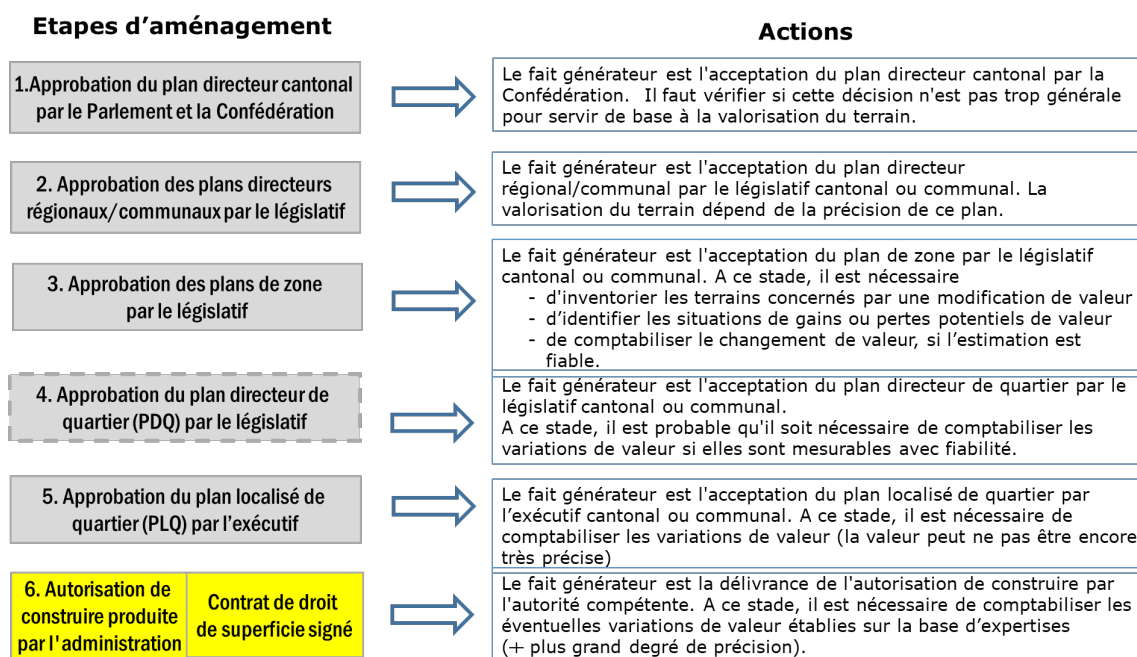 Etapes d’aménagement
Actions
1.Approbation du plan directeur cantonal
par le Parlement et la Confédération
Le fait générateur est l'acceptation du plan directeur cantonal par la
Confédération.  Il faut vérifier si cette décision n'est pas trop générale
pour servir de base à la valorisation du terrain.
2. Approbation des plans directeurs
régionaux/communaux par le législatif
Le fait générateur est l'acceptation du plan directeur
régional/communal par le législatif cantonal ou communal. La
valorisation du terrain dépend de la précision de ce plan.
3. Approbation des plans de zone
par le législatif
Le fait générateur est l'acceptation du plan de zone par le législatif
cantonal ou communal. A ce stade, il est nécessaire
- d'inventorier les terrains concernés par une modification de valeur
- d’identifier les situations de gains ou pertes potentiels de valeur
- de comptabiliser le changement de valeur, si l’estimation est
fiable.
4. Approbation du plan directeur de
quartier (PDQ) par le législatif
Le fait générateur est l'acceptation du plan directeur de quartier par le
législatif cantonal ou communal.
A ce stade, il est probable qu'il soit nécessaire de comptabiliser les
variations de valeur si elles sont mesurables avec fiabilité.
5. Approbation du plan localisé de
quartier (PLQ) par l’exécutif
Le fait générateur est l'acceptation du plan localisé de quartier par
l’exécutif cantonal ou communal. A ce stade, il est nécessaire de
comptabiliser les variations de valeur (la valeur peut ne pas être encore
très précise)
6. Autorisation de
construire produite
par l'administration
Contrat de droit
de superficie signé
Le fait générateur est la délivrance de l'autorisation de construire par
l'autorité compétente. A ce stade, il est nécessaire de comptabiliser les
éventuelles variations de valeur établies sur la base d’expertises
(+ plus grand degré de précision).